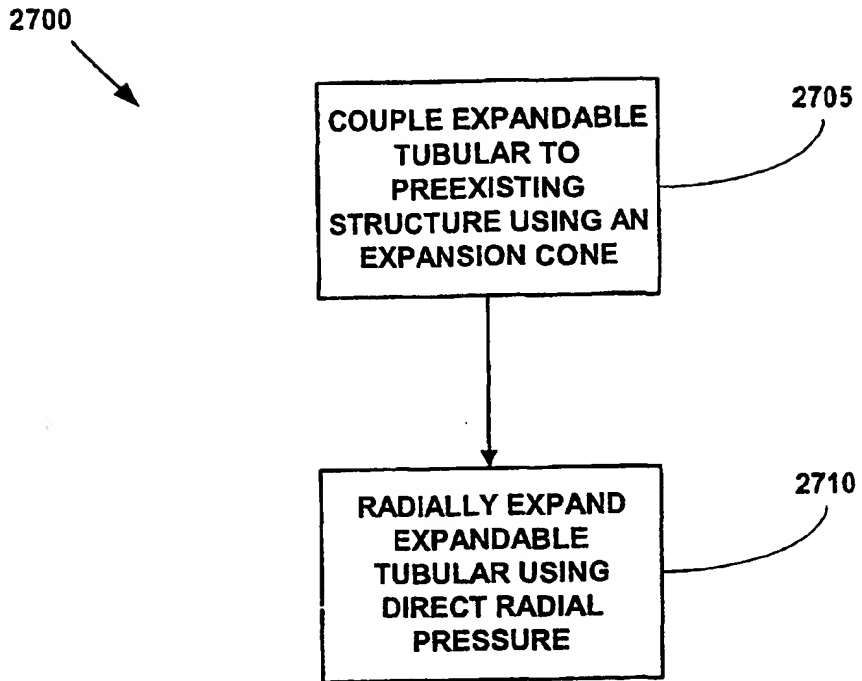 2700
2705
COUPLE EXPANDABLE
TUBULAR TO
PREEXISTING
STRUCTURE USING AN
EXPANSION CONE
2710
RADIALLY EXPAND
EXPANDABLE
TUBULAR USING
DIRECT RADIAL
PRESSURE